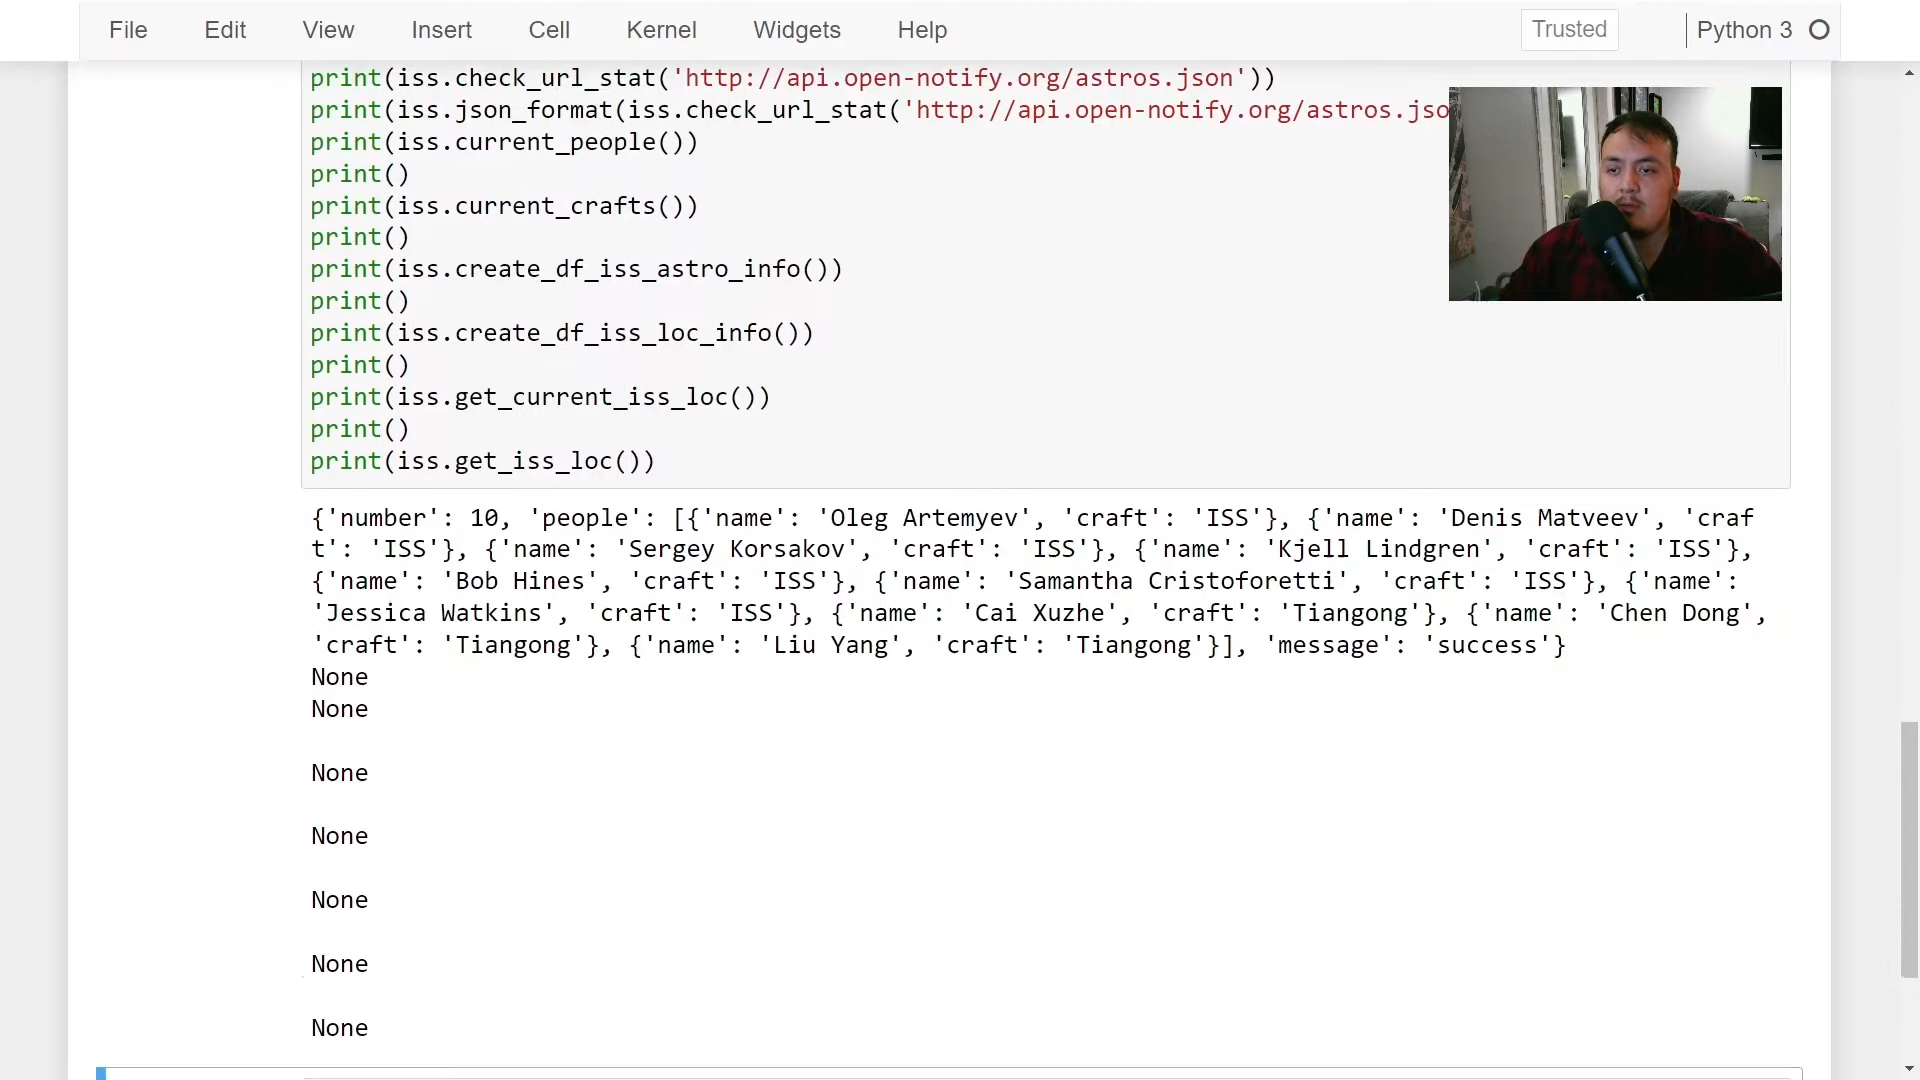 File Edit View Insert Cell Kernel Widgets Help Trusted Python 3
print(iss.check_url_stat('http://api.open-notify.org/astros.json'))
print(iss.json_format(iss.check_url_stat('http://api.open-notify.org/astros.jso
print(iss.current_people())
print()
print(iss.current_crafts())
print()
print(iss.create_df_iss_astro_info())
print()
print(iss.create_df_iss_loc_info())
print()
print(iss.get_current_iss_loc())
print()
print(iss.get_iss_loc())
{'number': 10, 'people': [{'name': 'Oleg Artemyev', 'craft': 'ISS'}, {'name': 'Denis Matveev', 'craf
t': 'ISS'}, {'name': 'Sergey Korsakov', 'craft': 'ISS'}, {'name': 'Kjell Lindgren', 'craft': 'ISS'},
{'name': 'Bob Hines', 'craft': 'ISS'}, {'name': 'Samantha Cristoforetti', 'craft': 'ISS'}, {'name':
'Jessica Watkins', 'craft': 'ISS'}, {'name': 'Cai Xuzhe', 'craft': 'Tiangong'}, {'name': 'Chen Dong',
'craft': 'Tiangong'}, {'name': 'Liu Yang', 'craft': 'Tiangong'}], 'message': 'success'}
None
None
None
None
None
None
None